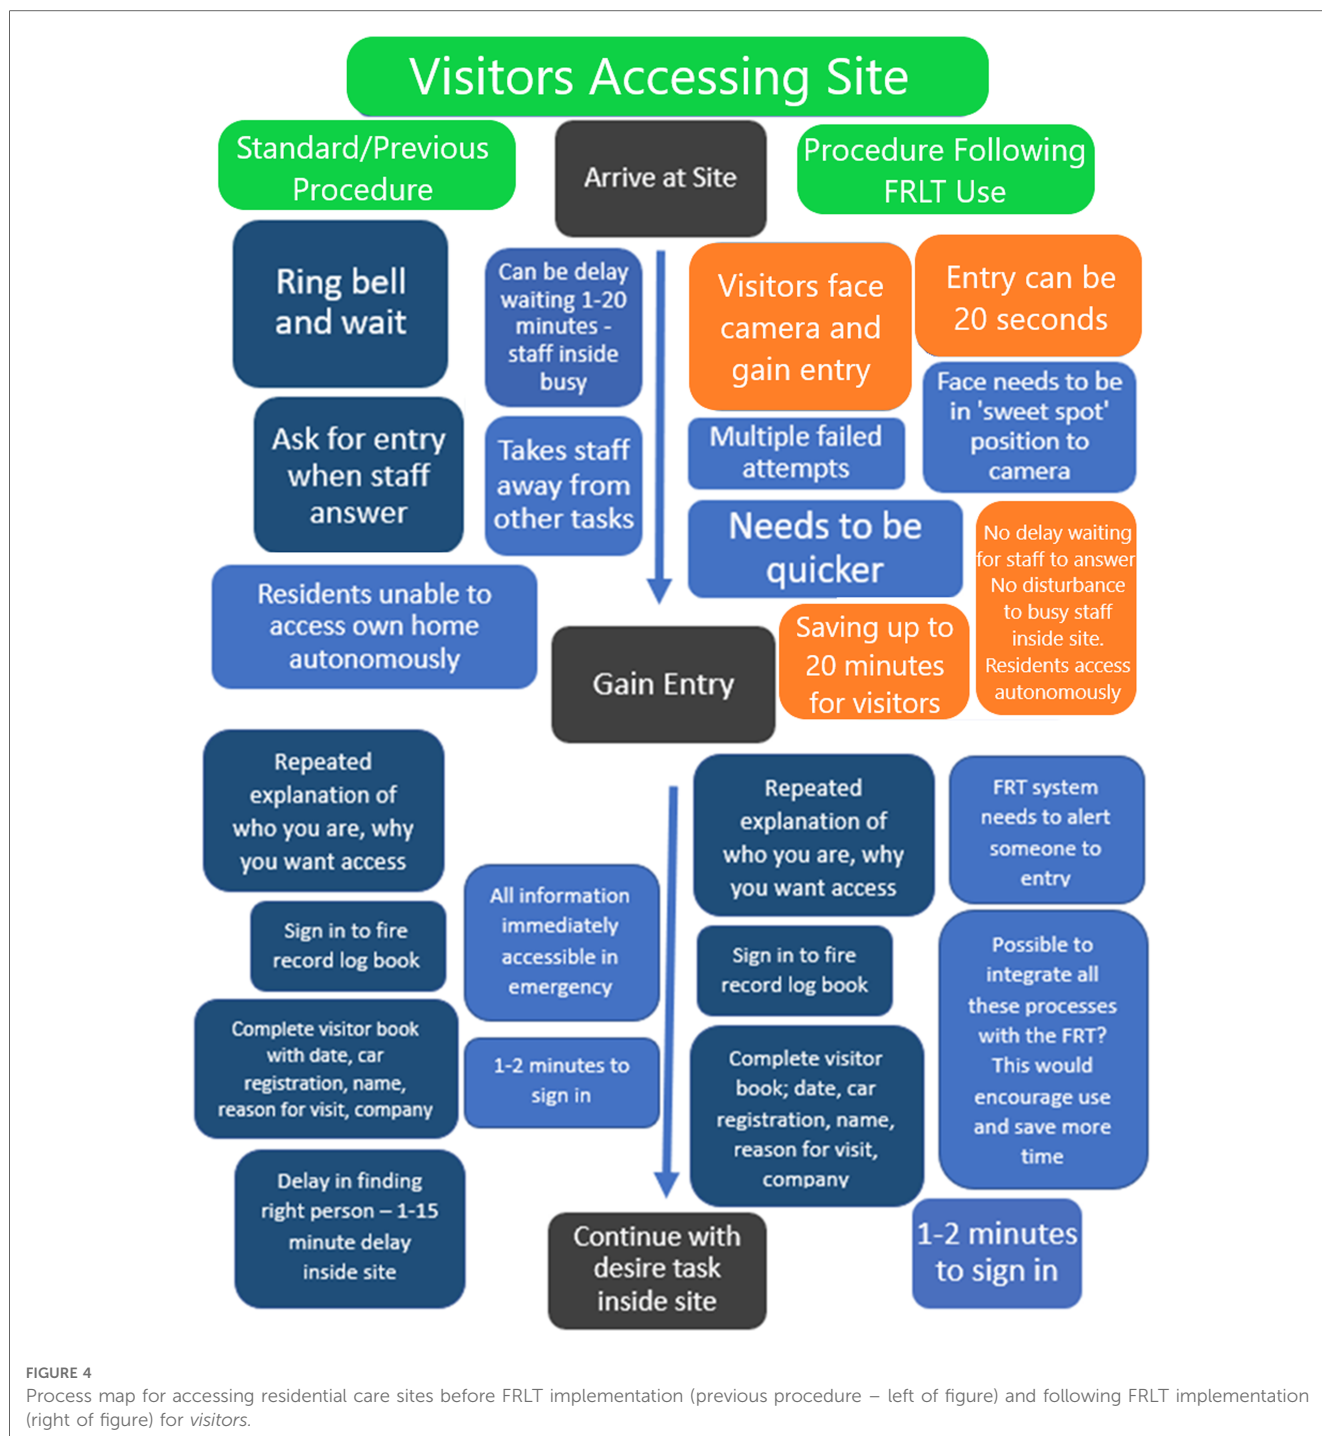 Visitors Accessing Site
Standard/Previous
Procedure
Arrive at Site
Procedure Following
FRLT Use
Ring bell
and wait
Can be delay
waiting 1-20
minutes -
staff inside
busy
Ask for entry
when staff
answer
Takes staff
away from
other tasks
Residents unable to
access own home
autonomously
Visitors face
camera and
gain entry
Entry can be
20 seconds
Multiple failed
attempts
Face needs to be
in 'sweet spot'
position to
camera
Needs to be
quicker
No delay waiting
for staff to answer
No disturbance
to busy staff
inside site.
Residents access
autonomously
Saving up to
20 minutes
for visitors
Gain Entry
Repeated
explanation of
who you are, why
you want access
Sign in to fire
record log book
All information
immediately
accessible in
emergency
Complete visitor book
with date, car
registration, name,
reason for visit, company
1-2 minutes to
sign in
Delay in finding
right person – 1-15
minute delay
inside site
Repeated
explanation of
who you are, why
you want access
FRT system
needs to alert
someone to
entry
Sign in to fire
record log book
Possible to
integrate all
these processes
with the FRT?
This would
encourage use
and save more
time
Complete visitor
book; date, car
registration, name,
reason for visit,
company
1-2 minutes
to sign in
Continue with
desire task
inside site
FIGURE 4
Process map for accessing residential care sites before FRLT implementation (previous procedure – left of figure) and following FRLT implementation
(right of figure) for visitors.